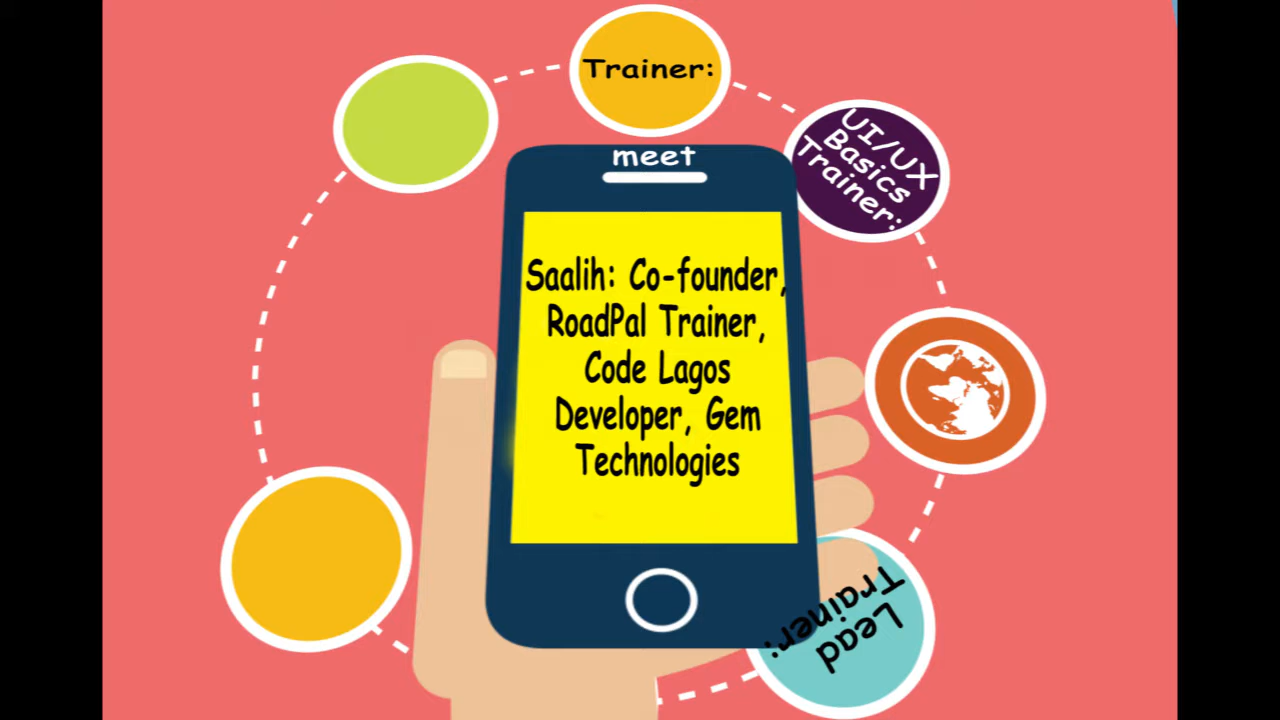 Trainer:
UI/UX
Basics
Trainer:
meet
Saalih: Co-founder,
RoadPal Trainer,
Code Lagos
Developer, Gem
Technologies
Lead
Trainer: